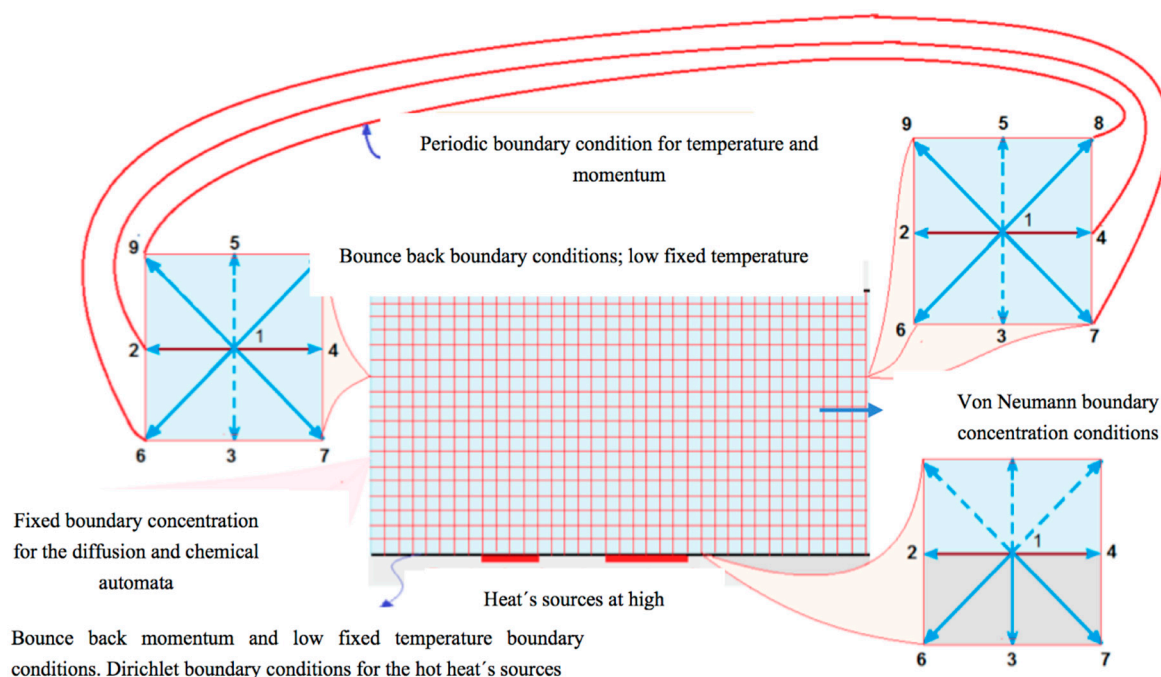 Periodic boundary condition for temperature and
momentum
9 5 8
2 1 4
6 3 7
Bounce back boundary conditions; low fixed temperature
9 5
2 1 4
6 3 7
Von Neumann boundary
concentration conditions
Fixed boundary concentration
for the diffusion and chemical
automata
2 1 4
6 3 7
Heat´s sources at high
Bounce back momentum and low fixed temperature boundary
conditions. Dirichlet boundary conditions for the hot heat´s sources